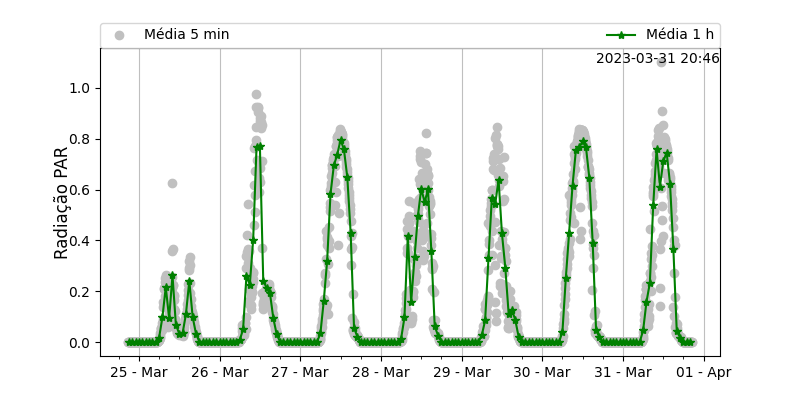 Média 5 min
Média 1 h
2023-03-31 20:46
Radiação PAR
1.0
0.8
0.6
0.4
0.2
0.0
25 - Mar
26 - Mar
27 - Mar
28 - Mar
29 - Mar
30 - Mar
31 - Mar
01 - Apr